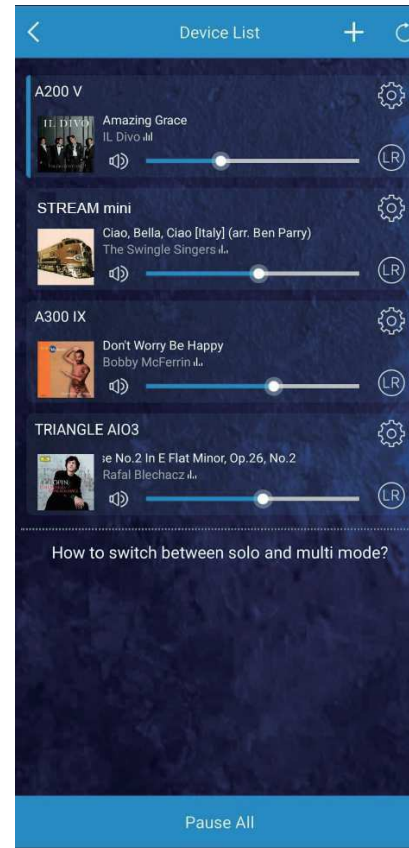 Device List
A200 V
IL DIVO
Amazing Grace
IL Divo
LR
STREAM mini
Ciao, Bella, Ciao [Italy] (arr. Ben Parry)
The Swingle Singers
LR
A300 IX
Don't Worry Be Happy
Bobby McFerrin
LR
TRIANGLE AIO3
se No.2 In E Flat Minor, Op.26, No.2
Rafal Blechacz
LR
How to switch between solo and multi mode?
Pause All